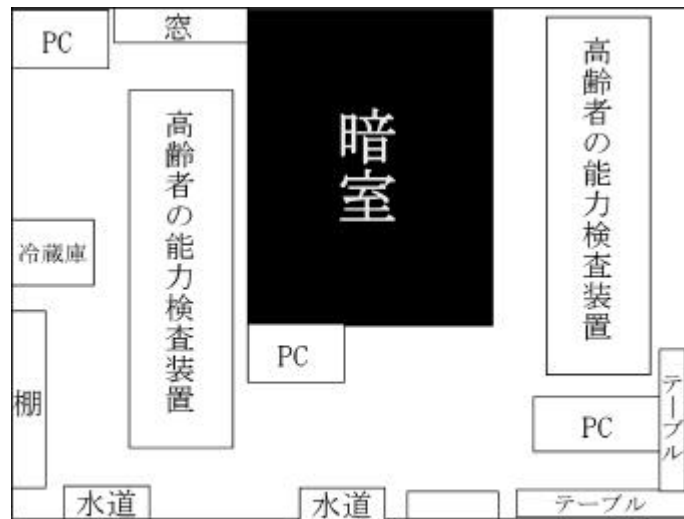 PC
窓
暗室
高齢者の能力検査装置
高齢者の能力検査装置
冷蔵庫
PC
棚
テーブル
PC
水道
水道
テーブル